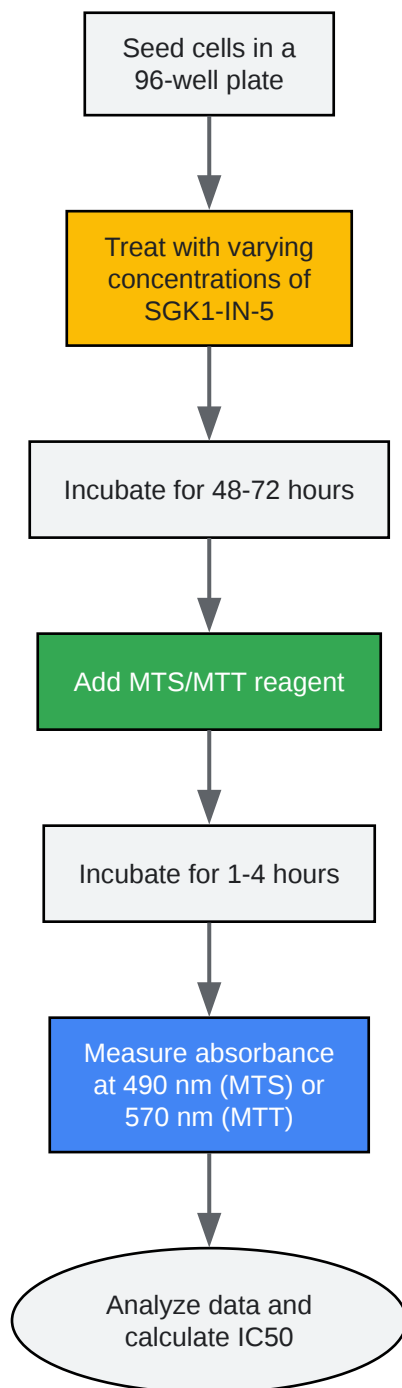 Seed cells in a
96-well plate
Treat with varying
concentrations of
SGK1-IN-5
Incubate for 48-72 hours
Add MTS/MTT reagent
Incubate for 1-4 hours
Measure absorbance
at 490 nm (MTS) or
570 nm (MTT)
Analyze data and
calculate IC50